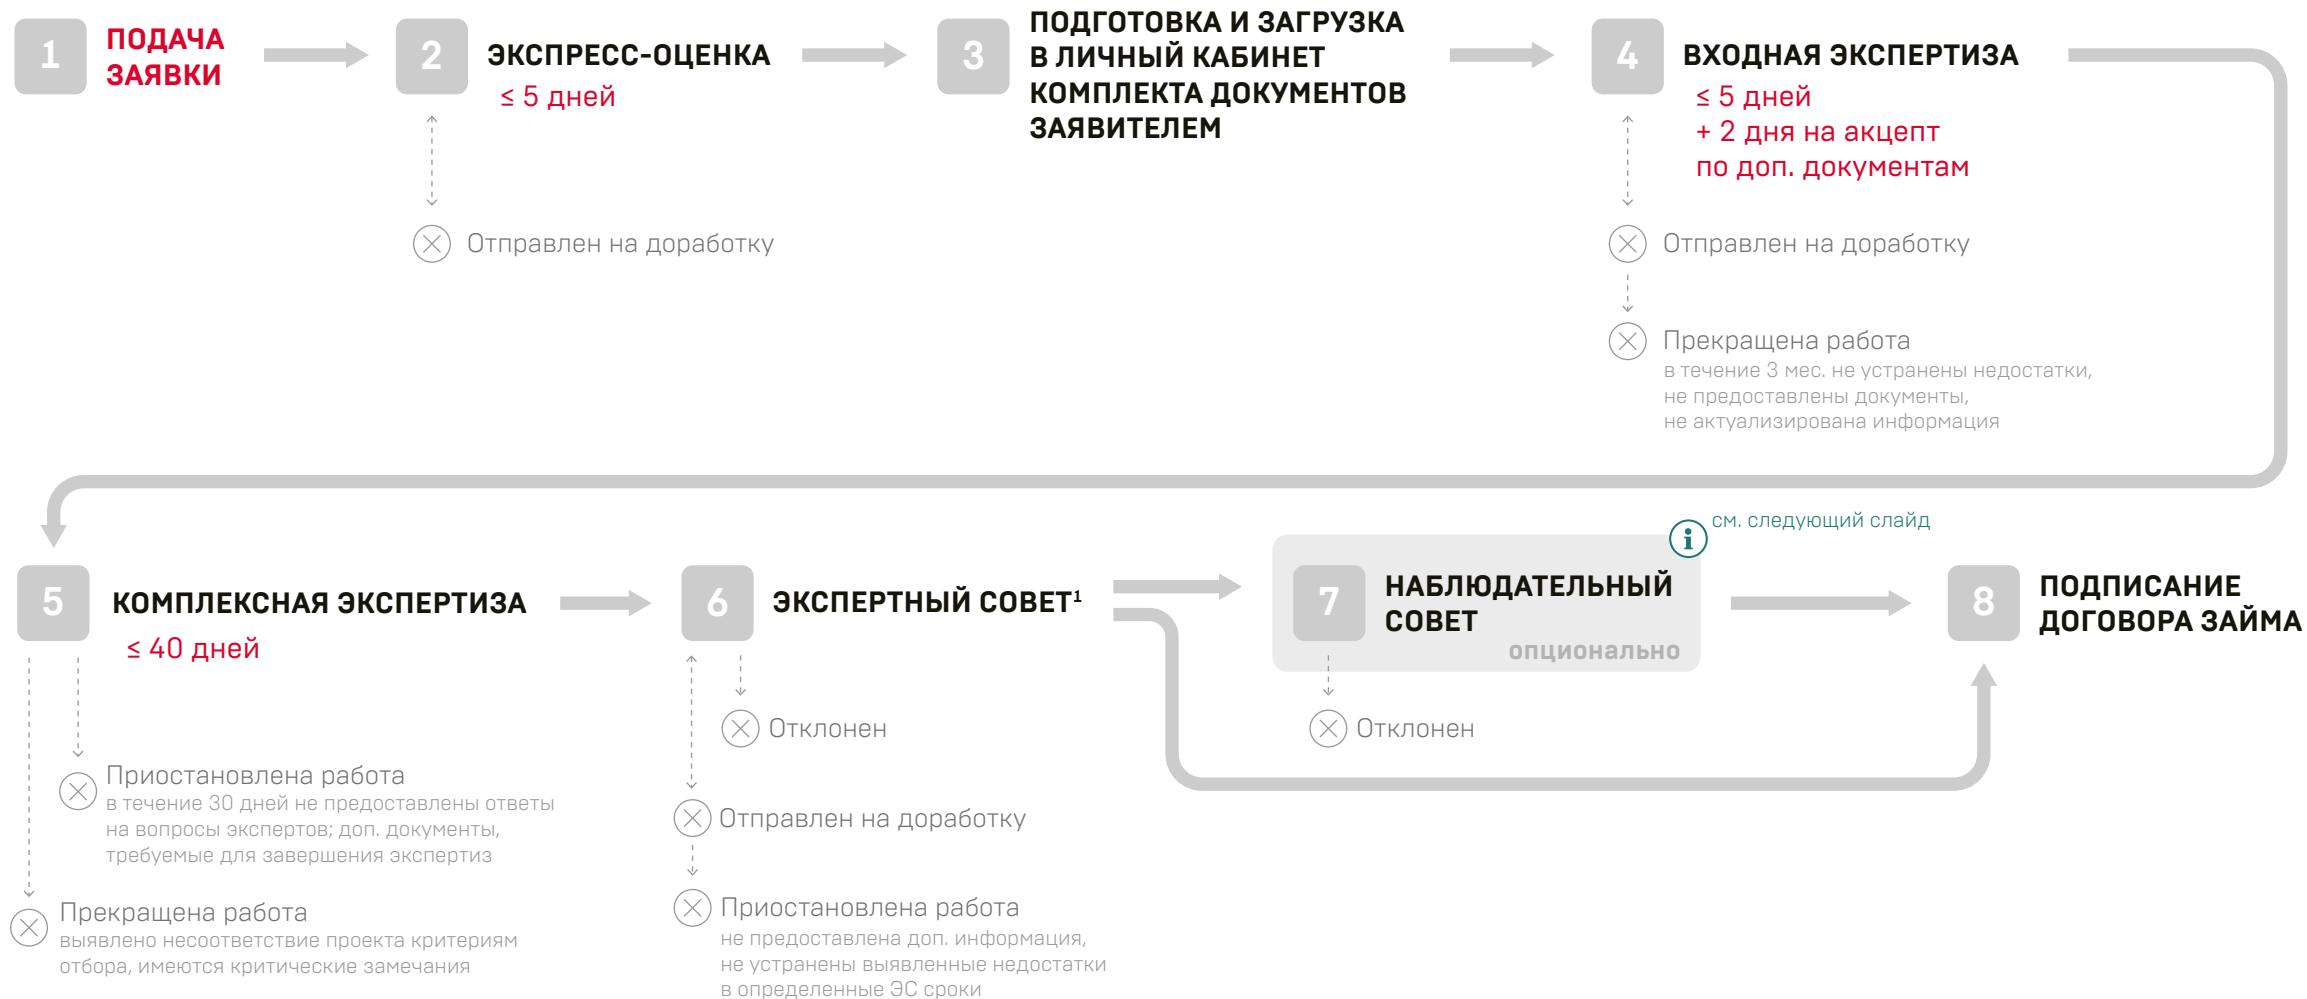 1
ПОДАЧА
ЗАЯВКИ
2
ЭКСПРЕСС-ОЦЕНКА
≤ 5 дней
Отправлен на доработку
3
ПОДГОТОВКА И ЗАГРУЗКА
В ЛИЧНЫЙ КАБИНЕТ
КОМПЛЕКТА ДОКУМЕНТОВ
ЗАЯВИТЕЛЕМ
4
ВХОДНАЯ ЭКСПЕРТИЗА
≤ 5 дней
+ 2 дня на акцепт
по доп. документам
Отправлен на доработку
Прекращена работа
в течение 3 мес. не устранены недостатки,
не предоставлены документы,
не актуализирована информация
5
КОМПЛЕКСНАЯ ЭКСПЕРТИЗА
≤ 40 дней
Приостановлена работа
в течение 30 дней не предоставлены ответы
на вопросы экспертов; доп. документы,
требуемые для завершения экспертиз
Прекращена работа
выявлено несоответствие проекта критериям
отбора, имеются критические замечания
6
ЭКСПЕРТНЫЙ СОВЕТ¹
Отклонен
Отправлен на доработку
Приостановлена работа
не предоставлена доп. информация,
не устранены выявленные недостатки
в определенные ЭС сроки
i см. следующий слайд
7
НАБЛЮДАТЕЛЬНЫЙ
СОВЕТ
опционально
Отклонен
8
ПОДПИСАНИЕ
ДОГОВОРА ЗАЙМА